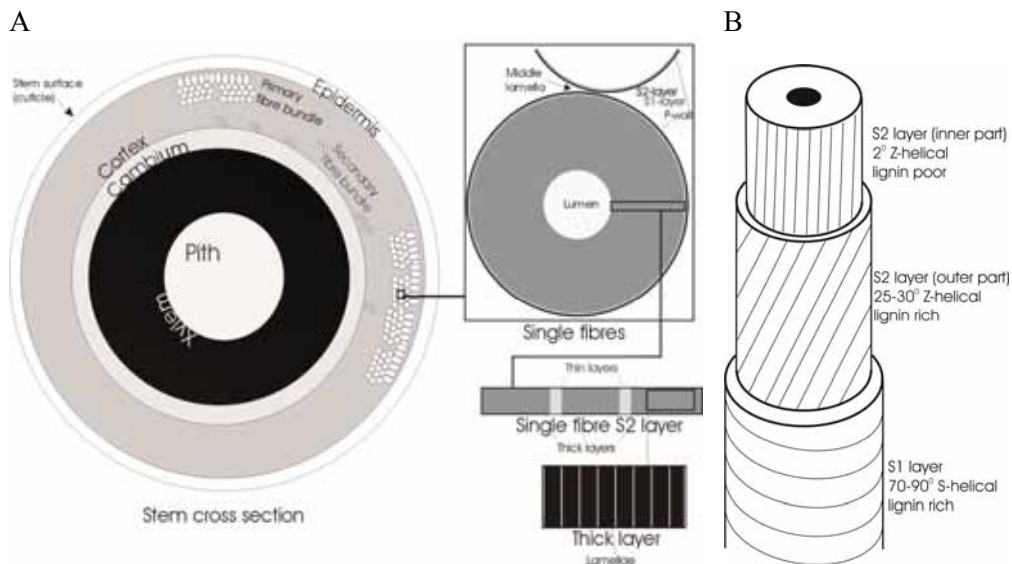 A
Stem surface
(cuticle)
Epidermis
Primary
fibre bundle
Secondary
fibre bundle
Cortex
Cambium
Pith
Xylem
Stem cross section
Middle
lamella
S2-layer
S1-layer
P-wall
Lumen
Single fibres
Thin layers
Single fibre S2 layer
Thick layers
Thick layer
Lamellae
B
S2 layer (inner part)
2° Z-helical
lignin poor
S2 layer (outer part)
25-30° Z-helical
lignin rich
S1 layer
70-90° S-helical
lignin rich